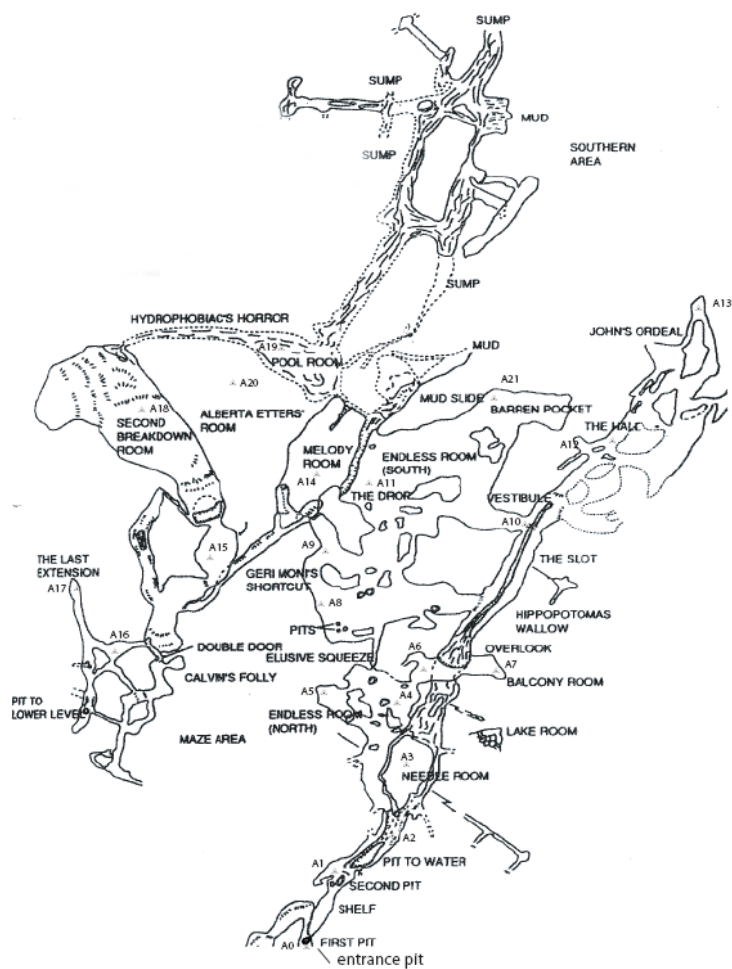 SUMP
SUMP
MUD
SUMP
SOUTHERN
AREA
SUMP
A13
HYDROPHOBIAC'S HORROR
JOHN'S ORDEAL
A19
POOL ROOM
MUD
A20
A21
MUD SLIDE
BARREN POCKET
A18
SECOND
BREAKDOWN
ROOM
ALBERTA ETTERS'
ROOM
THE HALL
A12
MELODY
ROOM
ENDLESS ROOM
(SOUTH)
A14
A11
THE DROP
VESTIBULE
A10
A15
A9
THE LAST
EXTENSION
THE SLOT
GERI MONI'S
SHORTCUT
A17
A8
HIPPOPOTOMAS
WALLOW
PITS
A16
DOUBLE DOOR
ELUSIVE SQUEEZE
OVERLOOK
A6
A7
CALVIN'S FOLLY
BALCONY ROOM
A5
A4
PIT TO
LOWER LEVEL
ENDLESS ROOM
(NORTH)
LAKE ROOM
MAZE AREA
A3
NEEDLE ROOM
A2
A1
PIT TO WATER
SECOND PIT
SHELF
A0
FIRST PIT
entrance pit